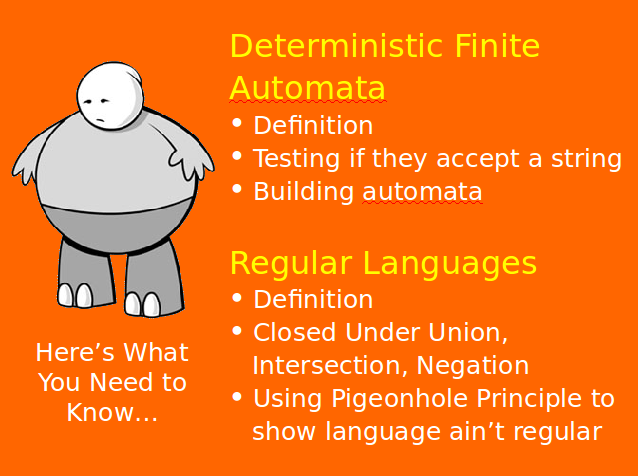 Deterministic Finite
Automata
• Definition
• Testing if they accept a string
• Building automata
Regular Languages
• Definition
• Closed Under Union,
Intersection, Negation
• Using Pigeonhole Principle to
show language ain’t regular
Here’s What
You Need to
Know…